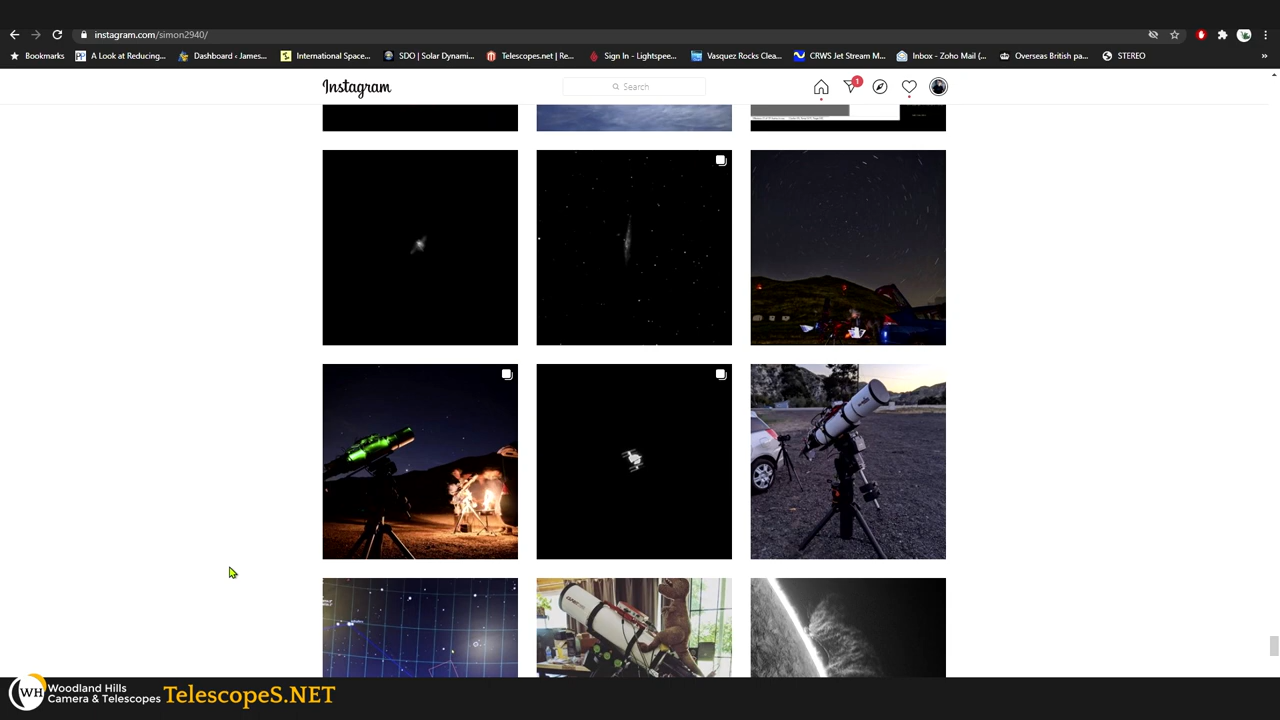 instagram.com/simon2940/
Bookmarks
A Look at Reducing...
Dashboard ‹ James...
International Space...
SDO | Solar Dynami...
Telescopes.net | Re...
Sign In - Lightspee...
Vasquez Rocks Clea...
CRWS Jet Stream M...
Inbox - Zoho Mail (...
Overseas British pa...
STEREO
»
Instagram
Search
1
WH
Woodland Hills
Camera & Telescopes
TelescopeS.NET